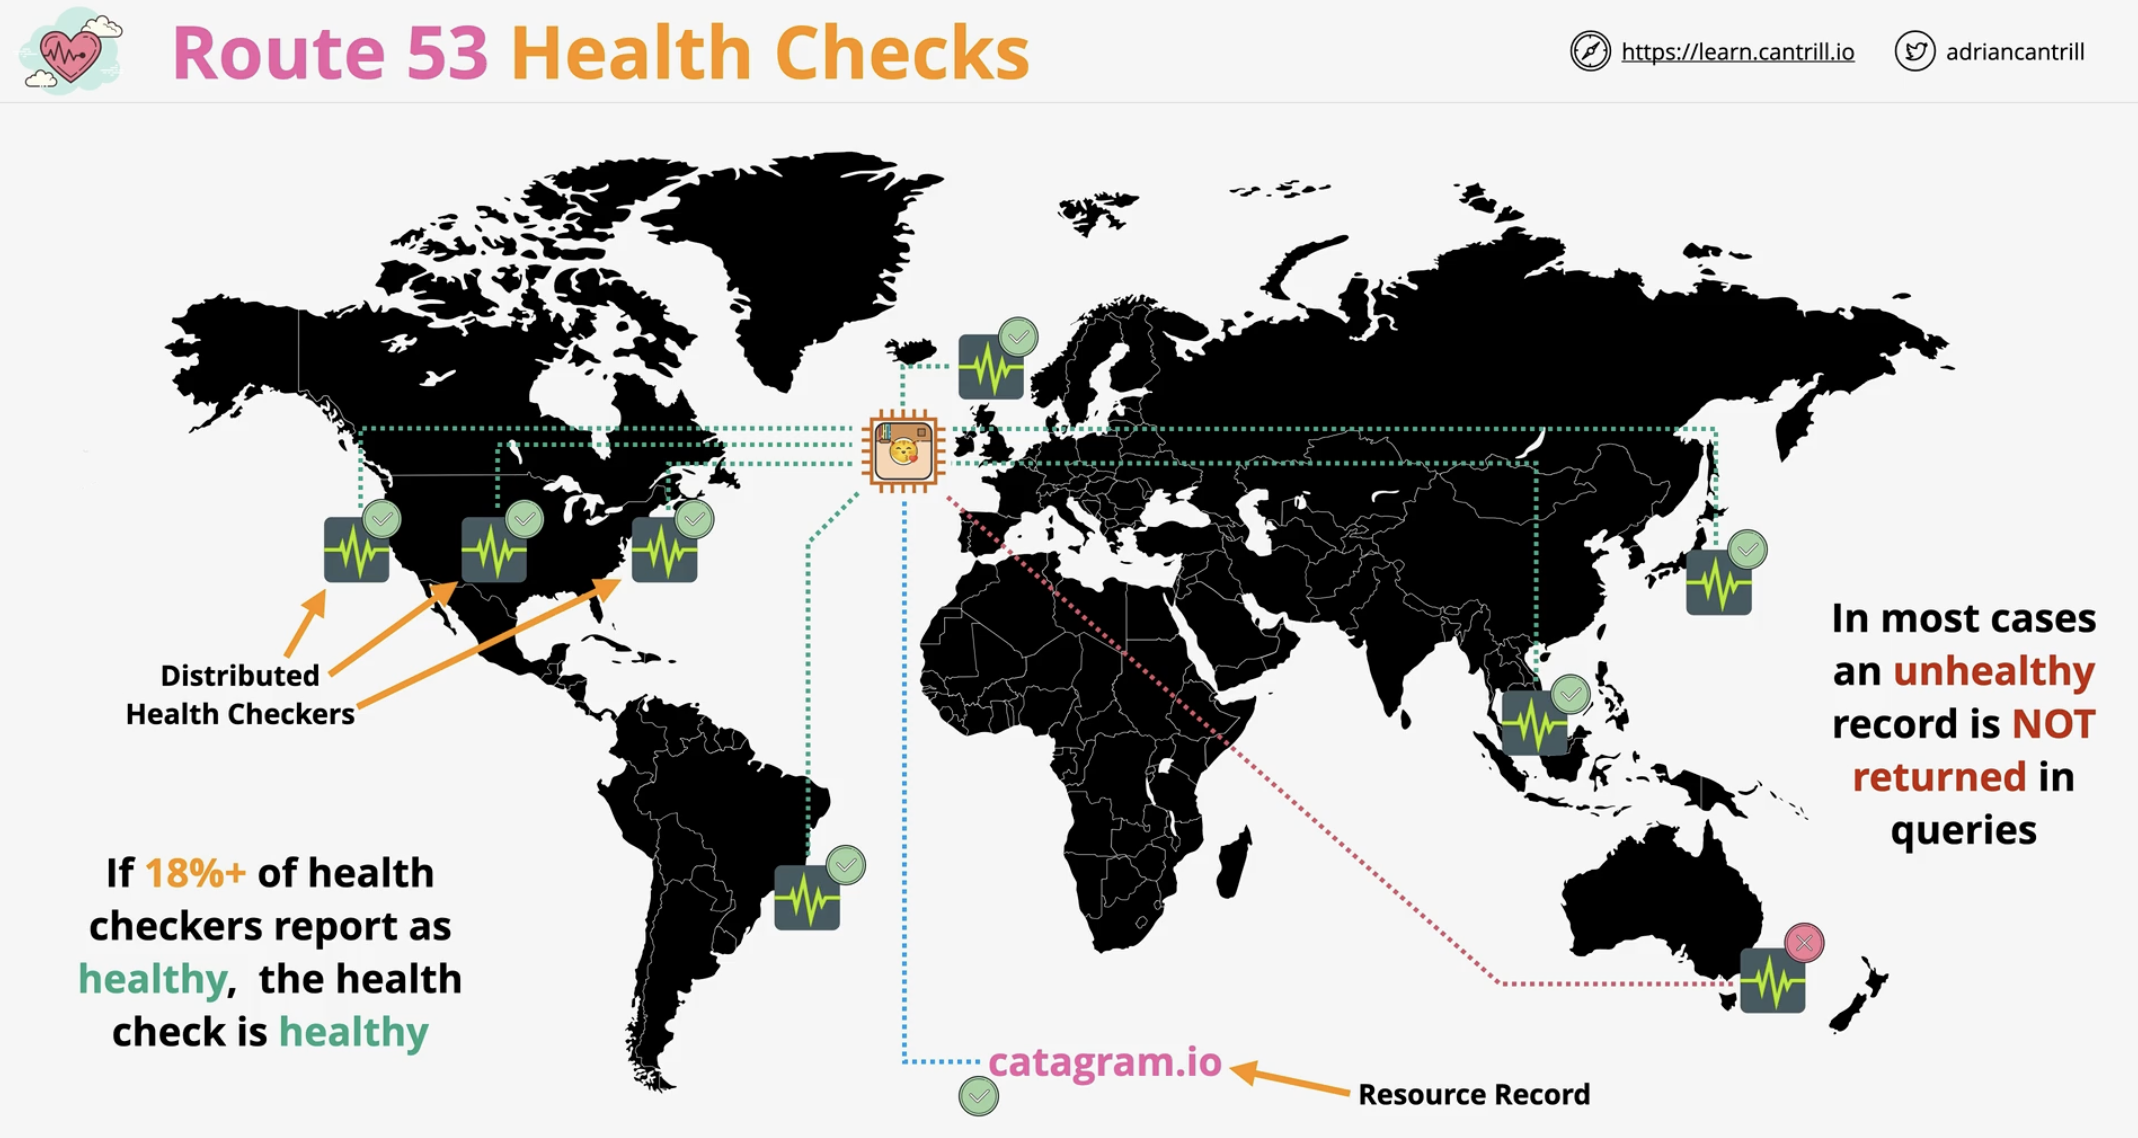 Route 53 Health Checks
https://learn.cantrill.io
adriancantrill
Distributed
Health Checkers
In most cases
an unhealthy
record is NOT
returned in
queries
If 18%+ of health
checkers report as
healthy,  the health
check is healthy
catagram.io
Resource Record